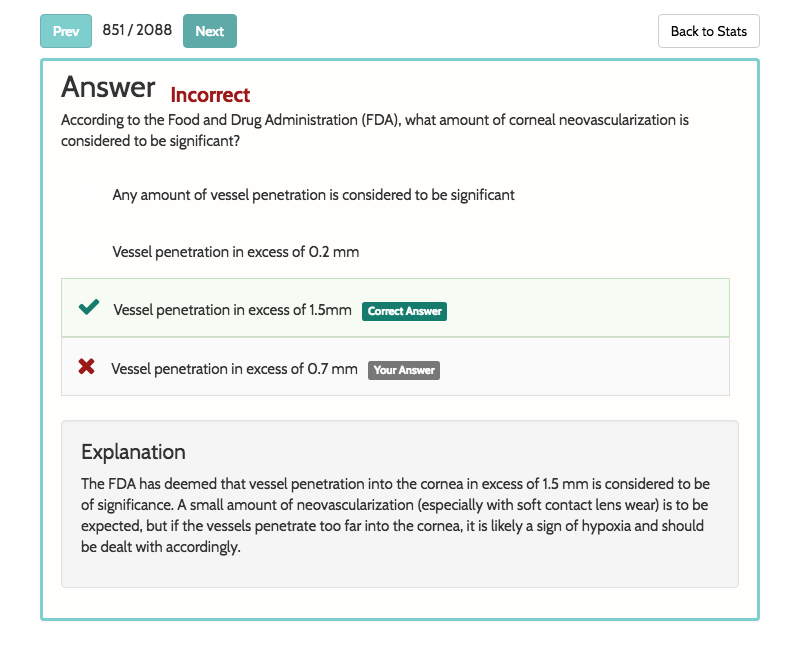 Prev 851 / 2088 Next Back to Stats
Answer Incorrect
According to the Food and Drug Administration (FDA), what amount of corneal neovascularization is
considered to be significant?
Any amount of vessel penetration is considered to be significant
Vessel penetration in excess of 0.2 mm
Vessel penetration in excess of 1.5mm Correct Answer
Vessel penetration in excess of 0.7 mm Your Answer
Explanation
The FDA has deemed that vessel penetration into the cornea in excess of 1.5 mm is considered to be
of significance. A small amount of neovascularization (especially with soft contact lens wear) is to be
expected, but if the vessels penetrate too far into the cornea, it is likely a sign of hypoxia and should
be dealt with accordingly.